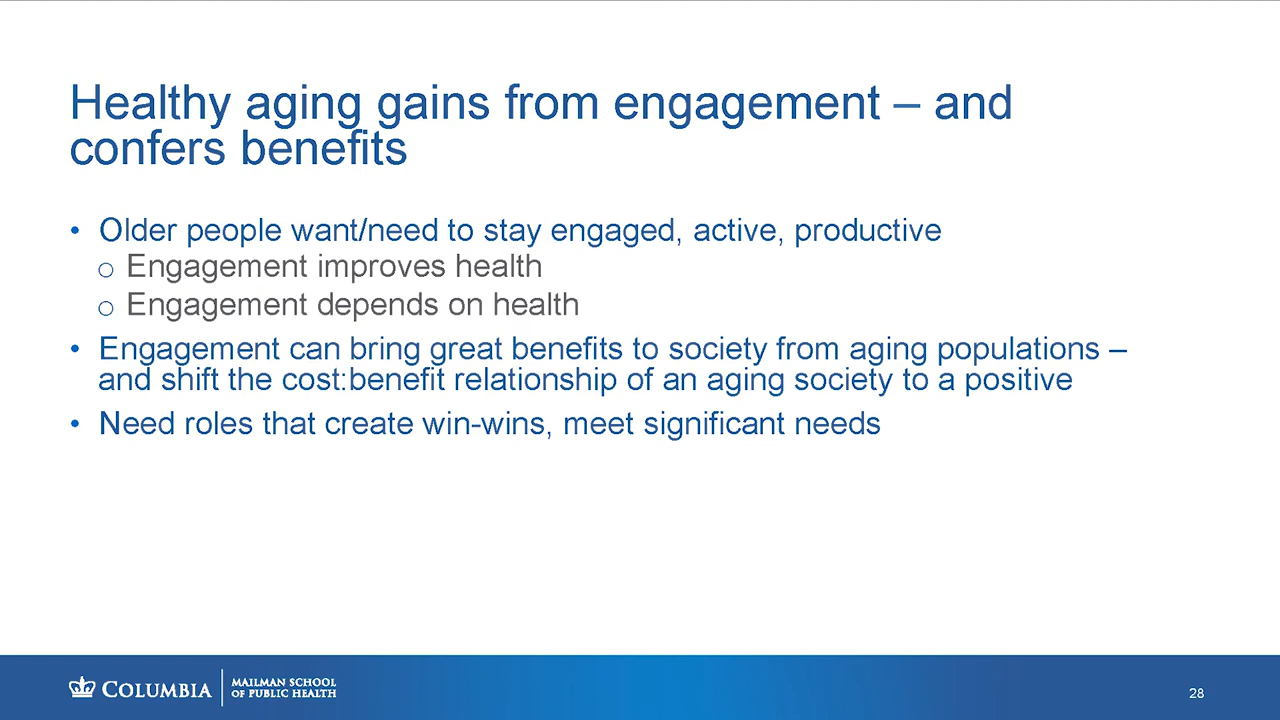 Healthy aging gains from engagement – and
confers benefits
• Older people want/need to stay engaged, active, productive
o Engagement improves health
o Engagement depends on health
• Engagement can bring great benefits to society from aging populations –
and shift the cost:benefit relationship of an aging society to a positive
• Need roles that create win-wins, meet significant needs
COLUMBIA
MAILMAN SCHOOL
OF PUBLIC HEALTH
28